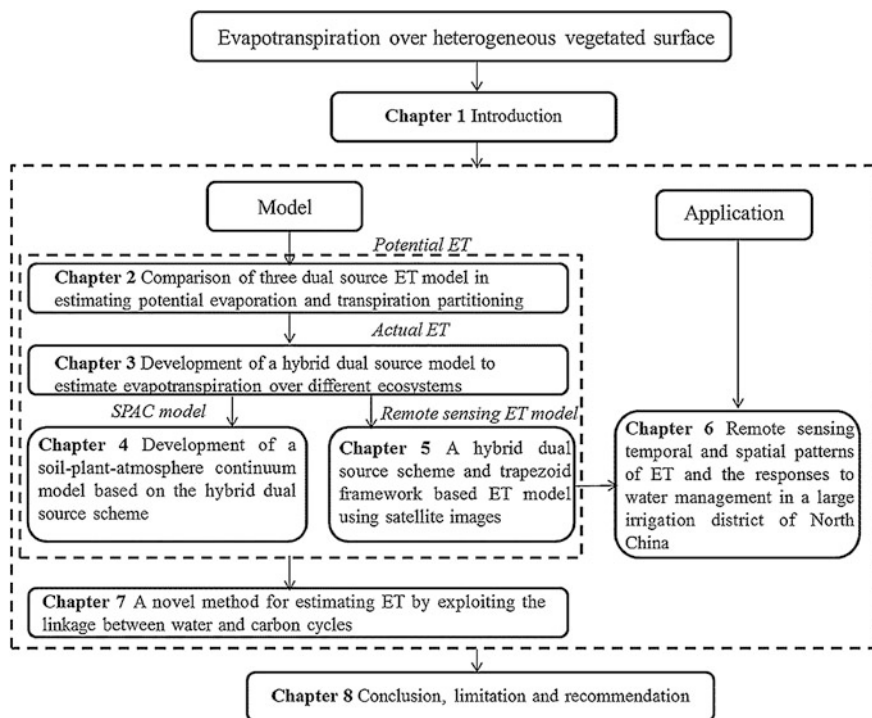 Evapotranspiration over heterogeneous vegetated surface
Chapter 1 Introduction
Model
Application
Potential ET
Chapter 2 Comparison of three dual source ET model in
estimating potential evaporation and transpiration partitioning
Actual ET
Chapter 3 Development of a hybrid dual source model to
estimate evapotranspiration over different ecosystems
SPAC model
Remote sensing ET model
Chapter 4 Development of a
soil-plant-atmosphere continuum
model based on the hybrid dual
source scheme
Chapter 5 A hybrid dual
source scheme and trapezoid
framework based ET model
using satellite images
Chapter 6 Remote sensing
temporal and spatial patterns
of ET and the responses to
water management in a large
irrigation district of North
China
Chapter 7 A novel method for estimating ET by exploiting the
linkage between water and carbon cycles
Chapter 8 Conclusion, limitation and recommendation